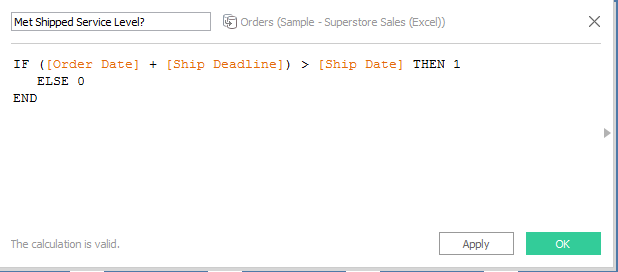 Met Shipped Service Level?
Orders (Sample - Superstore Sales (Excel))
IF ([Order Date] + [Ship Deadline]) > [Ship Date] THEN 1
ELSE 0
END
The calculation is valid.
Apply
OK